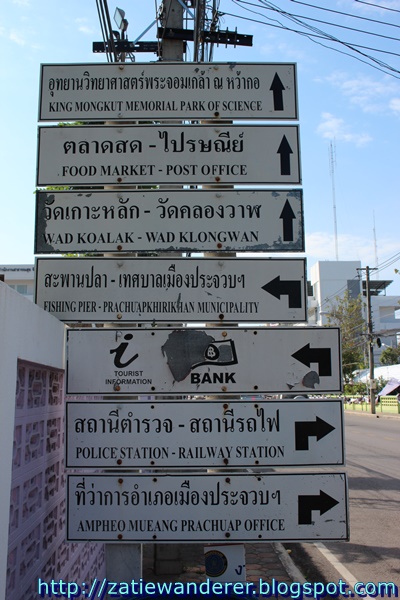 อุทยานวิทยาศาสตร์พระจอมเกล้า ณ หว้ากอ
KING MONGKUT MEMORIAL PARK OF SCIENCE
ตลาดสด - ไปรษณีย์
FOOD MARKET - POST OFFICE
วัดเกาะหลัก - วัดคลองวาฬ
WAD KOALAK - WAD KLONGWAN
สะพานปลา - เทศบาลเมืองประจวบฯ
FISHING PIER - PRACHUAPKHIRIKHAN MUNICIPALITY
i
TOURIST
INFORMATION
BANK
สถานีตำรวจ - สถานีรถไฟ
POLICE STATION - RAILWAY STATION
ที่ว่าการอำเภอเมืองประจวบฯ
AMPHEO MUEANG PRACHUAP OFFICE
http://zatiewanderer.blogspot.com/